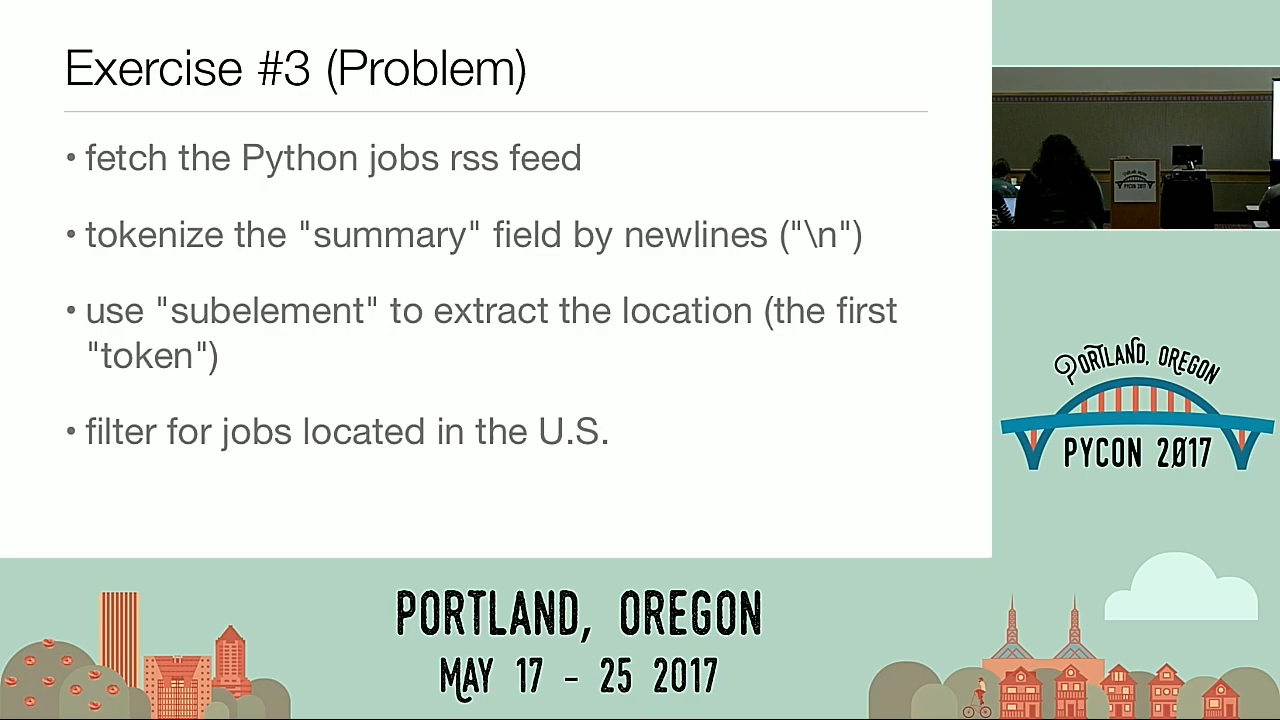 Exercise #3 (Problem)
• fetch the Python jobs rss feed
• tokenize the "summary" field by newlines ("\n")
• use "subelement" to extract the location (the first
"token")
• filter for jobs located in the U.S.
PYCON 2017
PORTLAND, OREGON
PYCON 2017
PORTLAND, OREGON
MAY 17 - 25 2017